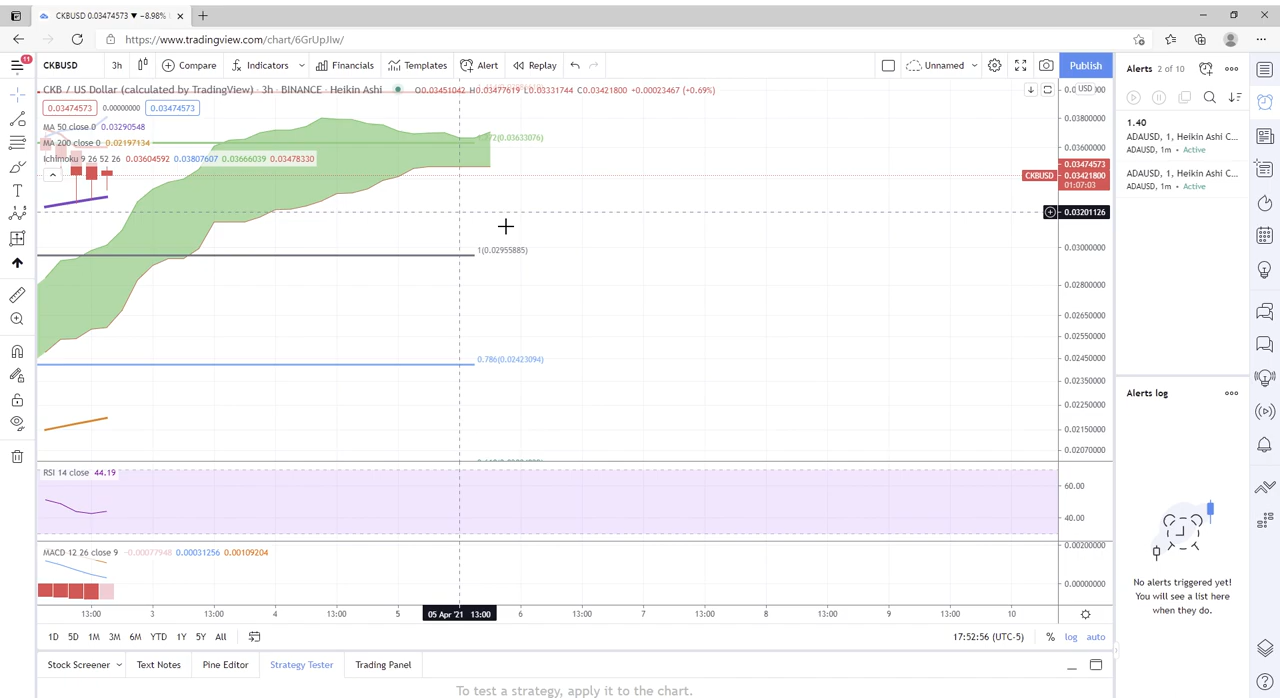 CKBUSD 0.03474573 ▼ −8.98%
https://www.tradingview.com/chart/6GrUpJIw/
11
CKBUSD 3h Compare Indicators Financials Templates Alert Replay Unnamed Publish
CKB / US Dollar (calculated by TradingView) · 3h · BINANCE · Heikin Ashi O0.03451042 H0.03477619 L0.03331744 C0.03421800 +0.00023467 (+0.69%)
USD
0.03474573 0.00000000 0.03474573
MA 50 close 0 0.03290548
MA 200 close 0 0.02197134
Ichimoku 9 26 52 26 0.03604592 0.03807607 0.03666039 0.03478330
1.272(0.03633076)
1(0.02955885)
0.786(0.02423094)
0.03800000
0.03600000
0.03474573
CKBUSD 0.03421800
01:07:03
0.03201126
0.03000000
0.02800000
0.02650000
0.02550000
0.02450000
0.02350000
0.02250000
0.02150000
0.02070000
RSI 14 close 44.19
60.00
40.00
MACD 12 26 close 9 −0.00077948 0.00031256 0.00109204
0.00200000
0.00000000
13:00 3 13:00 4 13:00 5 05 Apr '21 13:00 6 13:00 7 13:00 8 13:00 9 13:00 10
1D 5D 1M 3M 6M YTD 1Y 5Y All 17:52:56 (UTC-5) % log auto
Stock Screener Text Notes Pine Editor Strategy Tester Trading Panel
To test a strategy, apply it to the chart.
Alerts 2 of 10
1.40
ADAUSD, 1, Heikin Ashi C...
ADAUSD, 1m • Active
ADAUSD, 1, Heikin Ashi C...
ADAUSD, 1m • Active
Alerts log
No alerts triggered yet!
You will see a list here
when they do.